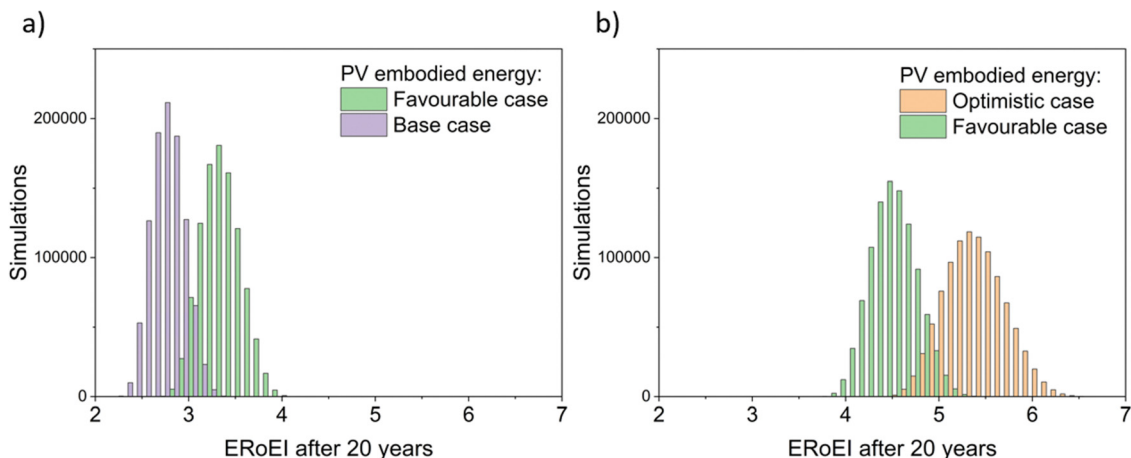 a)
PV embodied energy:
Favourable case
Base case
200000
100000
0
Simulations
2 3 4 5 6 7
ERoEI after 20 years
b)
PV embodied energy:
Optimistic case
Favourable case
200000
100000
0
Simulations
2 3 4 5 6 7
ERoEI after 20 years